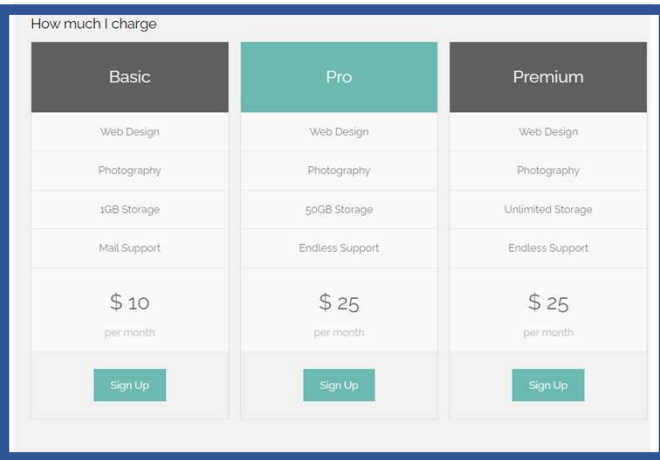 How much I charge
Basic
Web Design
Photography
1GB Storage
Mail Support
$ 10
per month
Sign Up
Pro
Web Design
Photography
50GB Storage
Endless Support
$ 25
per month
Sign Up
Premium
Web Design
Photography
Unlimited Storage
Endless Support
$ 25
per month
Sign Up